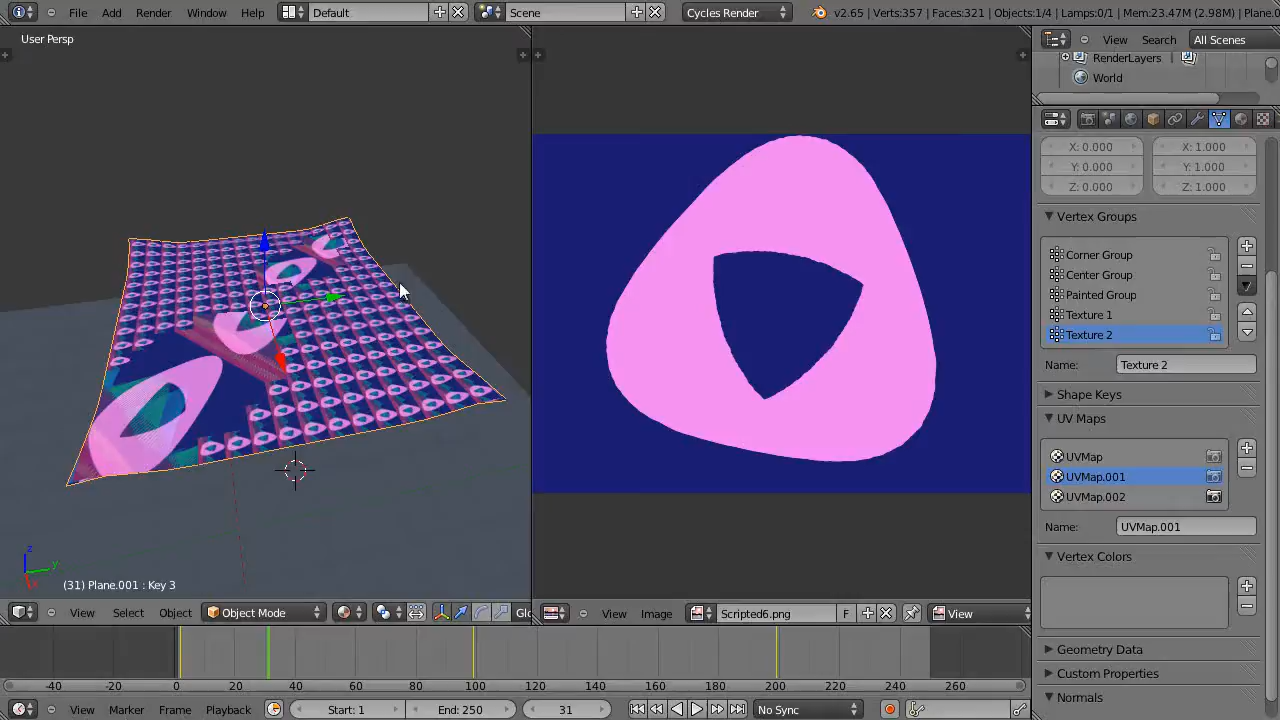 File Add Render Window Help Default Scene Cycles Render v2.65 | Verts:357 | Faces:321 | Objects:1/4 | Lamps:0/1 | Mem:23.47M (2.98M) | Plane.0
User Persp
View Search All Scenes
RenderLayers
World
X: 0.000 X: 1.000
Y: 0.000 Y: 1.000
Z: 0.000 Z: 1.000
Vertex Groups
Corner Group
Center Group
Painted Group
Texture 1
Texture 2
Name: Texture 2
Shape Keys
UV Maps
UVMap
UVMap.001
UVMap.002
Name: UVMap.001
Vertex Colors
Geometry Data
Custom Properties
Normals
z
y
(31) Plane.001 : Key 3
View Select Object Object Mode Glo
View Image Scripted6.png F View
-40 -20 0 20 40 60 80 100 120 140 160 180 200 220 240 260
View Marker Frame Playback Start: 1 End: 250 31 No Sync